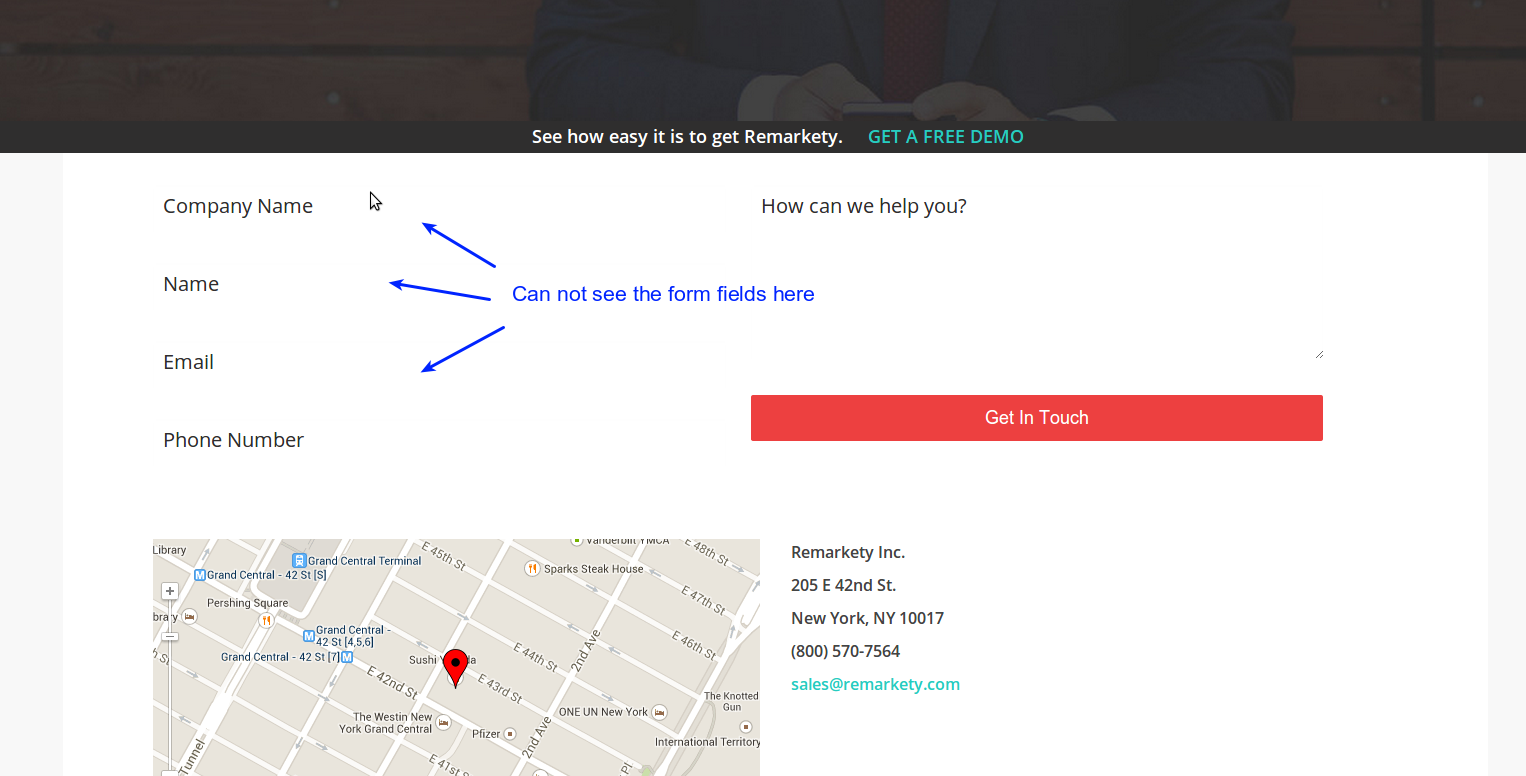 See how easy it is to get Remarkety. GET A FREE DEMO
Company Name
How can we help you?
Name
Can not see the form fields here
Email
Get In Touch
Phone Number
Library
Grand Central Terminal
Grand Central - 42 St [S]
Pershing Square
brary
Grand Central -
42 St [4,5,6]
Grand Central - 42 St [7]
E 45th St
Vanderbilt YMCA
E 48th St
Sparks Steak House
E 47th St
E 46th St
2nd Ave
E 44th St
Sushi
E 43rd St
E 42nd St
The Westin New
York Grand Central
ONE UN New York
The Knotted
Gun
Pfizer
2nd Ave
International Territory
E 41st St
Tunnel
Pl
Remarkety Inc.
205 E 42nd St.
New York, NY 10017
(800) 570-7564
sales@remarkety.com